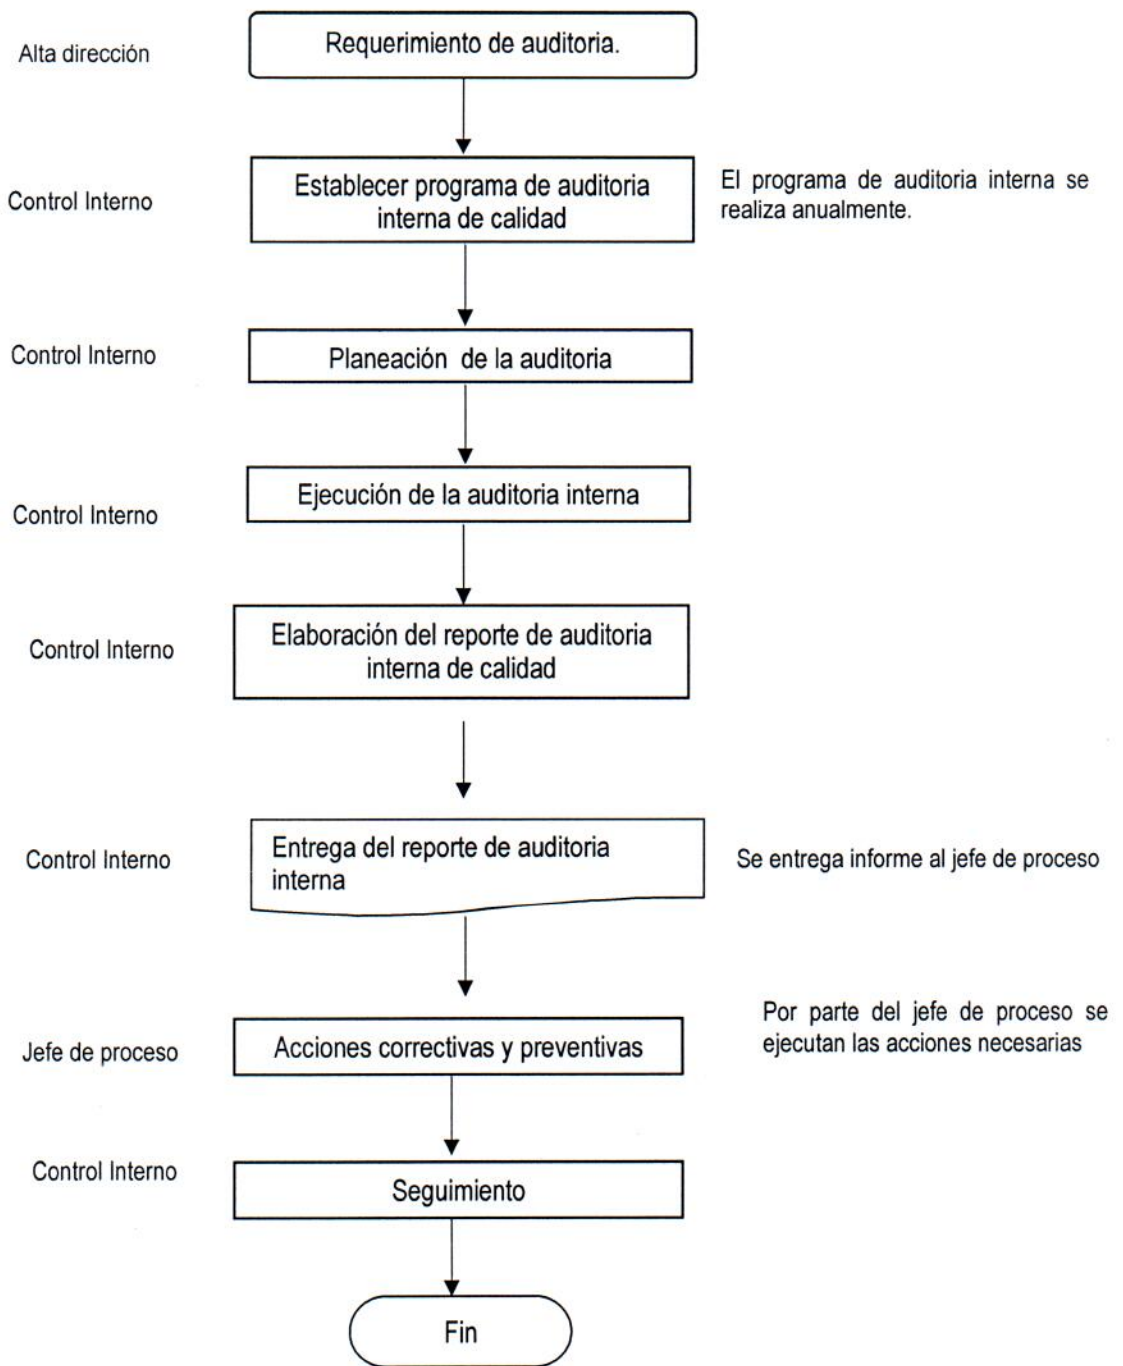 Alta dirección
Requerimiento de auditoria.
Control Interno
Establecer programa de auditoria
interna de calidad
El programa de auditoria interna se
realiza anualmente.
Control Interno
Planeación de la auditoria
Control Interno
Ejecución de la auditoria interna
Control Interno
Elaboración del reporte de auditoria
interna de calidad
Control Interno
Entrega del reporte de auditoria
interna
Se entrega informe al jefe de proceso
Jefe de proceso
Acciones correctivas y preventivas
Por parte del jefe de proceso se
ejecutan las acciones necesarias
Control Interno
Seguimiento
Fin